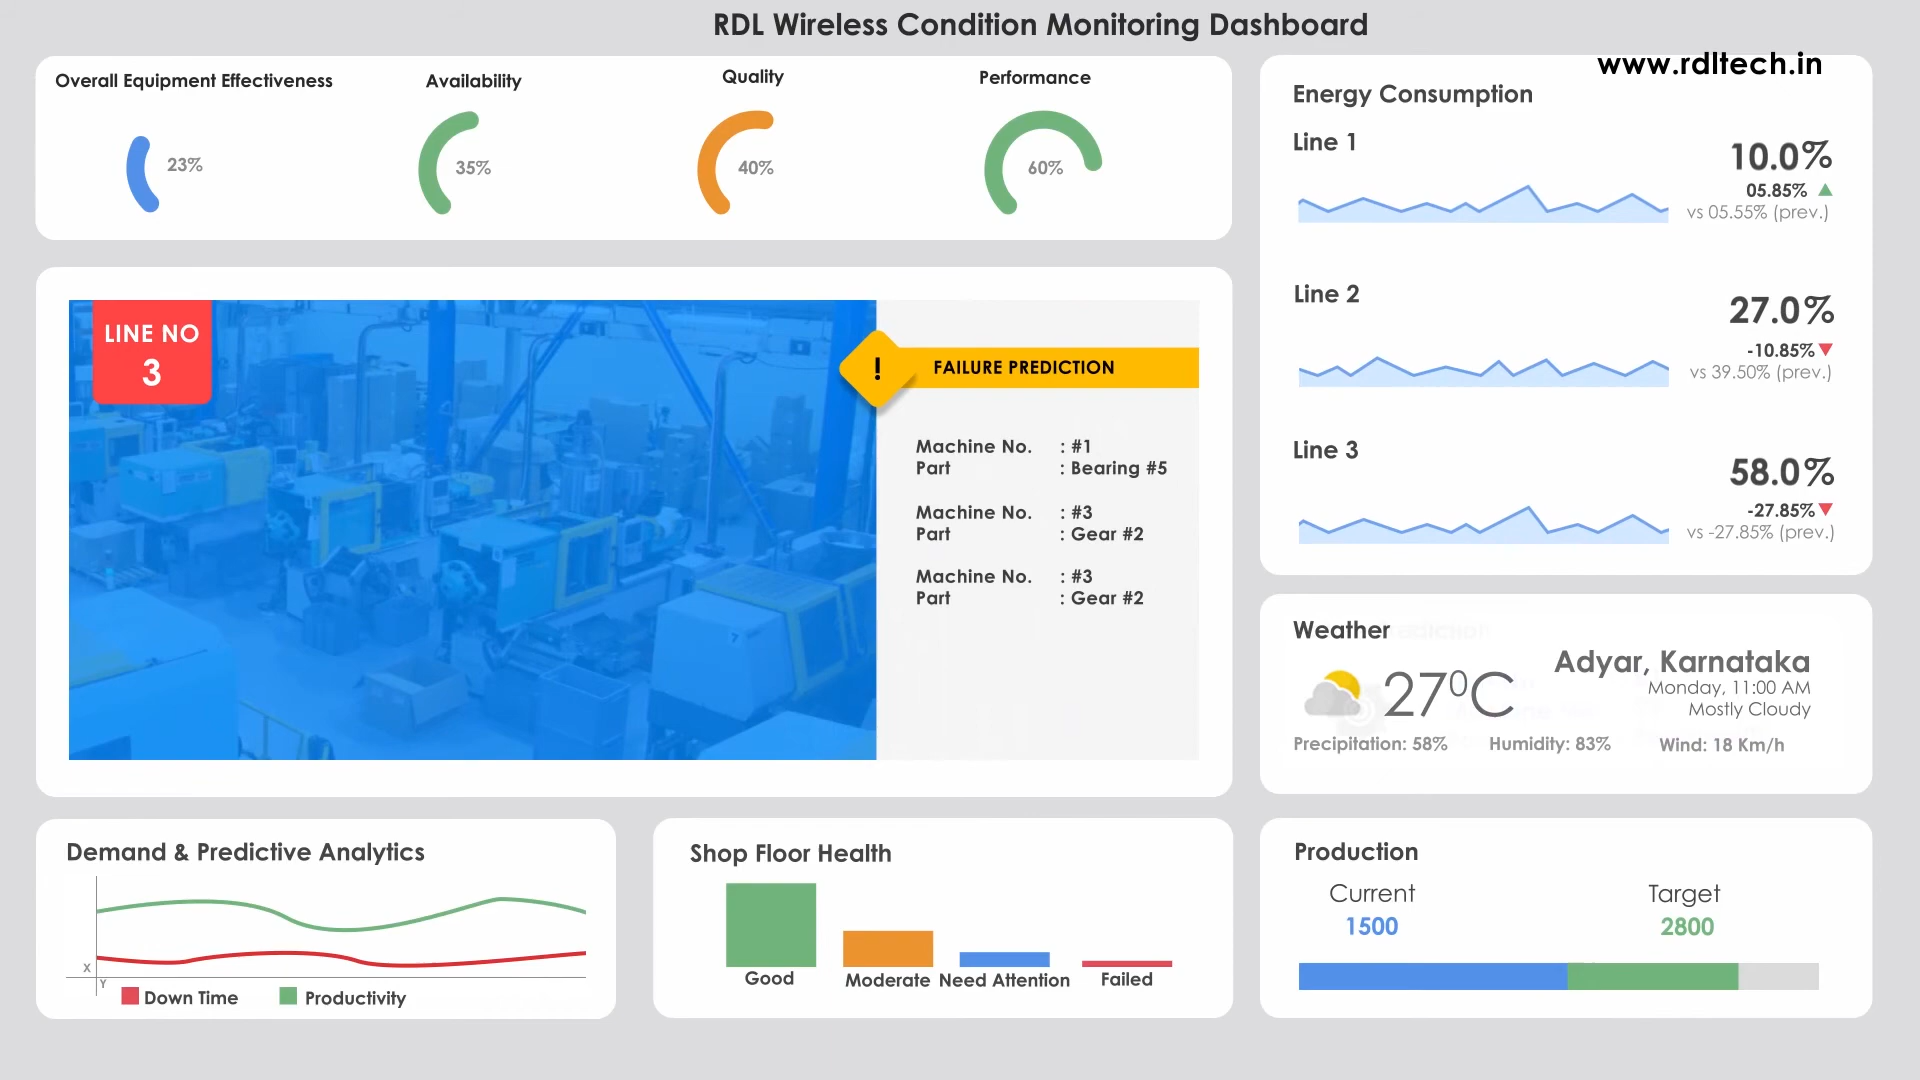 RDL Wireless Condition Monitoring Dashboard
www.rdltech.in
Overall Equipment Effectiveness
23%
Availability
35%
Quality
40%
Performance
60%
Energy Consumption
Line 1
10.0%
05.85%
vs 05.55% (prev.)
Line 2
27.0%
-10.85%
vs 39.50% (prev.)
Line 3
58.0%
-27.85%
vs -27.85% (prev.)
LINE NO
3
!
FAILURE PREDICTION
Machine No. : #1
Part : Bearing #5
Machine No. : #3
Part : Gear #2
Machine No. : #3
Part : Gear #2
7
Weather
27⁰C
Adyar, Karnataka
Monday, 11:00 AM
Mostly Cloudy
Precipitation: 58% Humidity: 83% Wind: 18 Km/h
Demand & Predictive Analytics
X
Y
Down Time Productivity
Shop Floor Health
Good Moderate Need Attention Failed
Production
Current Target
1500 2800